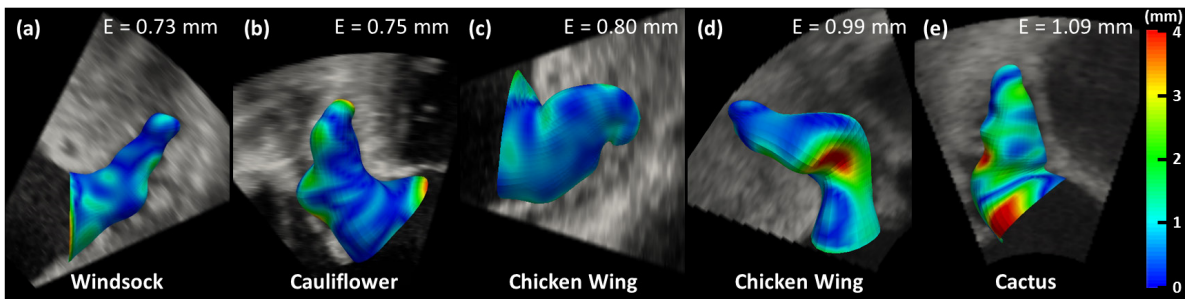 (a) E = 0.73 mm
(b) E = 0.75 mm
(c) E = 0.80 mm
(d) E = 0.99 mm
(e) E = 1.09 mm
(mm)
4
3
2
1
0
Windsock
Cauliflower
Chicken Wing
Chicken Wing
Cactus